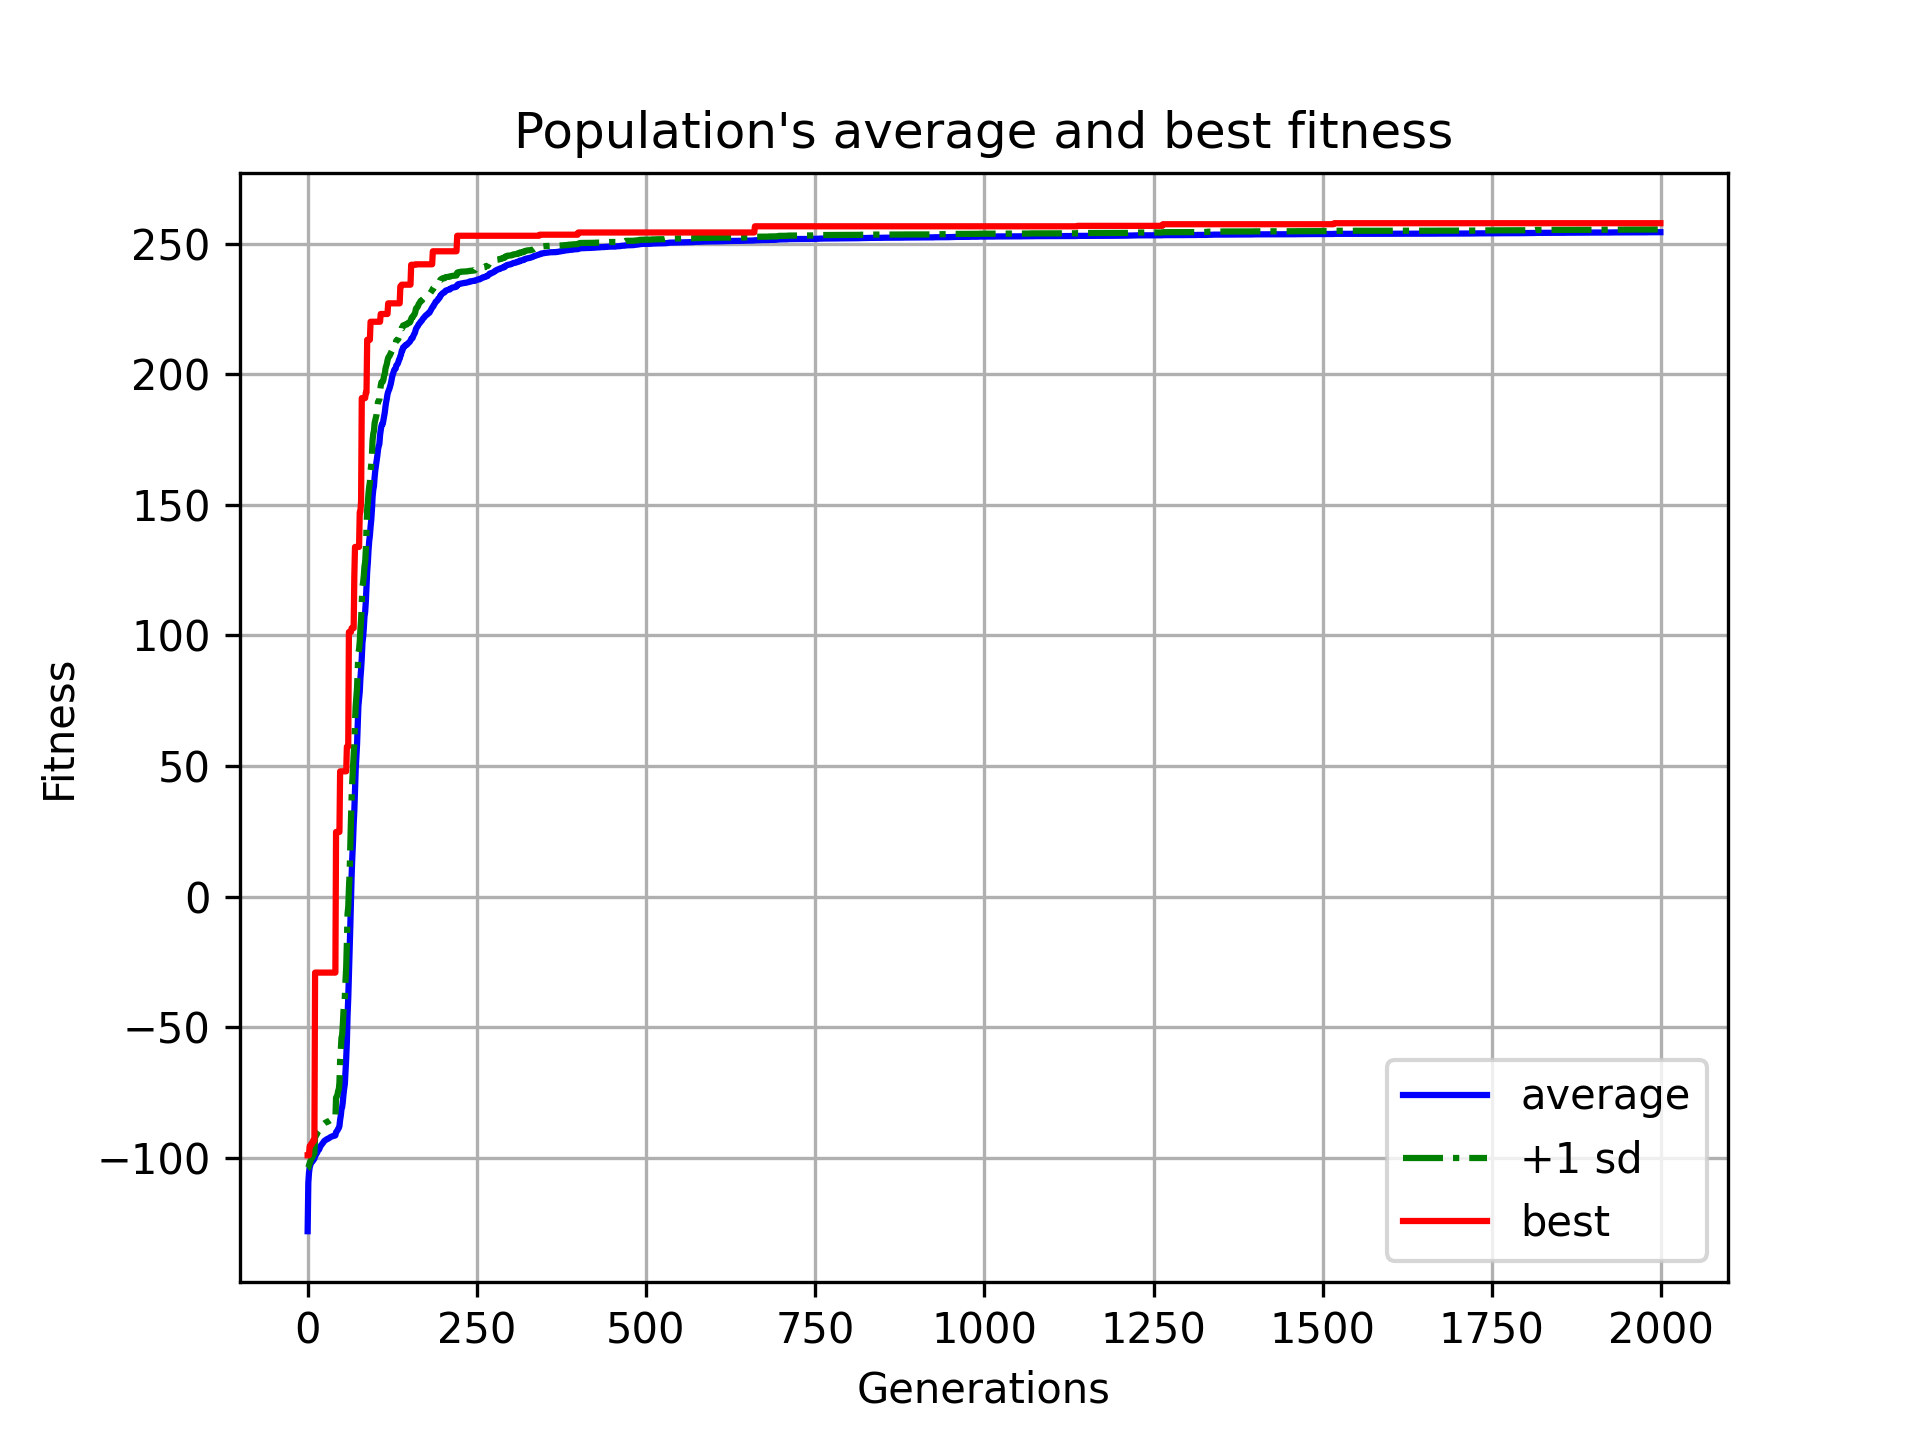 Population's average and best fitness
Fitness
250
200
150
100
50
0
−50
−100
0 250 500 750 1000 1250 1500 1750 2000
Generations
average
+1 sd
best